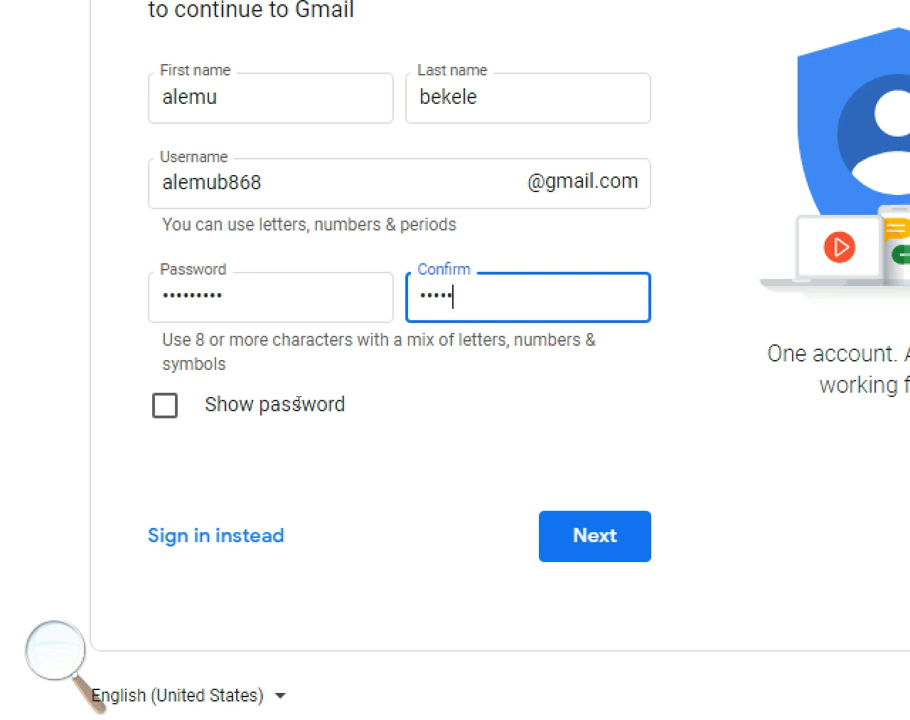 to continue to Gmail
First name
Last name
alemu
bekele
Username
alemub868
@gmail.com
You can use letters, numbers & periods
Password
Confirm
•••••••••
•••••
Use 8 or more characters with a mix of letters, numbers &
symbols
Show password
One account. A
working f
Sign in instead
Next
English (United States)